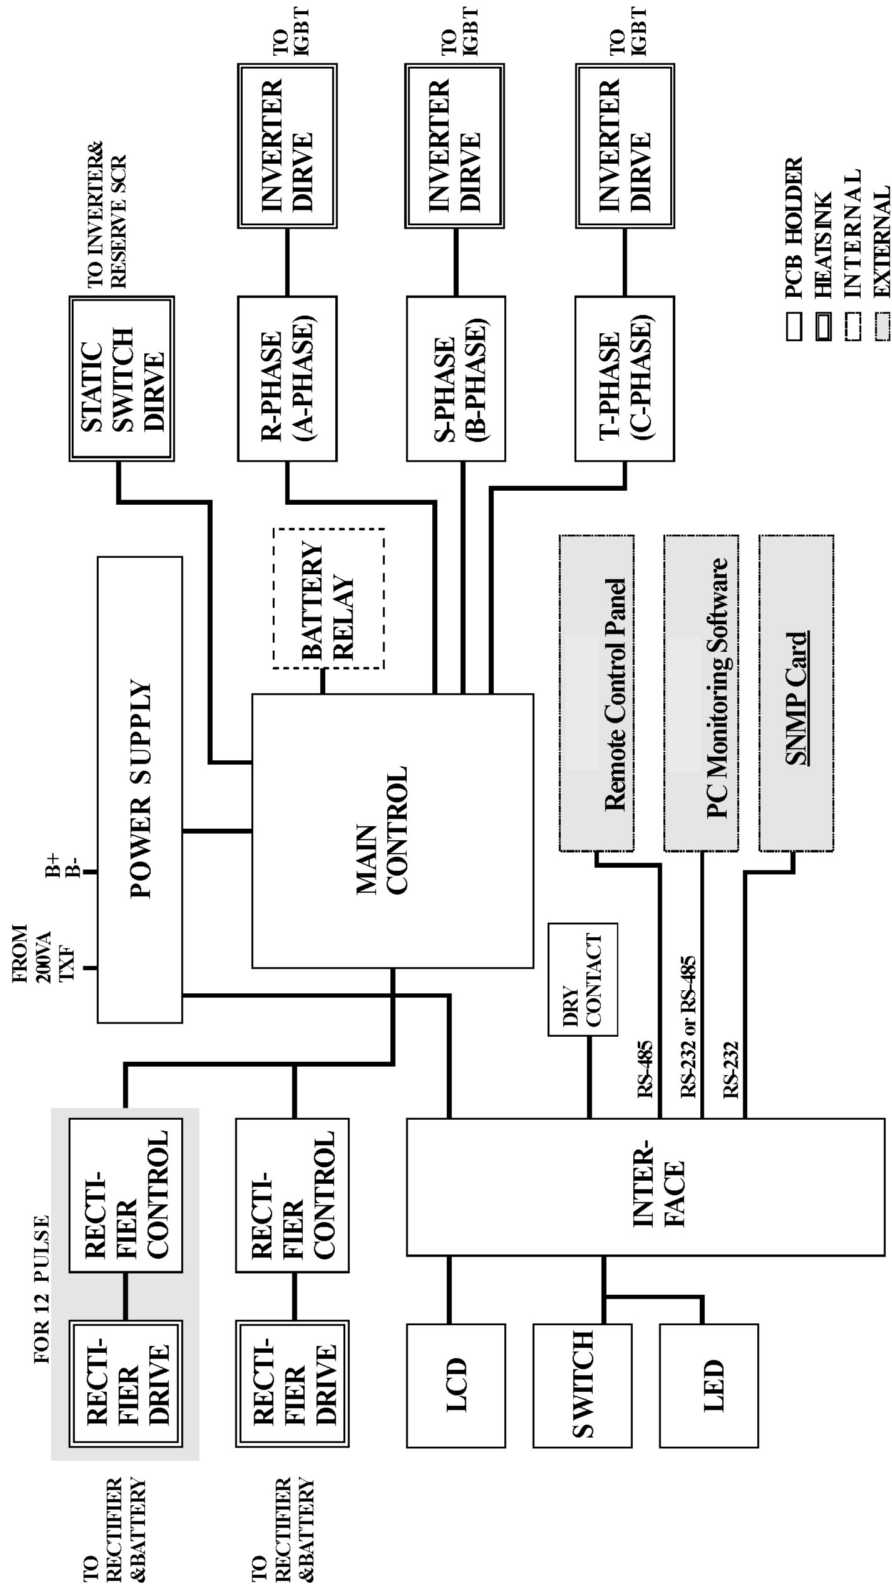 FOR 12 PULSE
TO
RECTIFIER
&BATTERY
RECTI-
FIER
DRIVE
RECTI-
FIER
CONTROL
FROM
200VA
TXF
B+
B-
POWER SUPPLY
STATIC
SWITCH
DIRVE
TO INVERTER&
RESERVE SCR
TO
RECTIFIER
&BATTERY
RECTI-
FIER
DRIVE
RECTI-
FIER
CONTROL
MAIN
CONTROL
BATTERY
RELAY
R-PHASE
(A-PHASE)
INVERTER
DIRVE
TO
IGBT
S-PHASE
(B-PHASE)
INVERTER
DIRVE
TO
IGBT
T-PHASE
(C-PHASE)
INVERTER
DIRVE
TO
IGBT
LCD
SWITCH
LED
INTER-
FACE
DRY
CONTACT
RS-485
RS-232 or RS-485
RS-232
Remote Control Panel
PC Monitoring Software
SNMP Card
PCB HOLDER
HEATSINK
INTERNAL
EXTERNAL